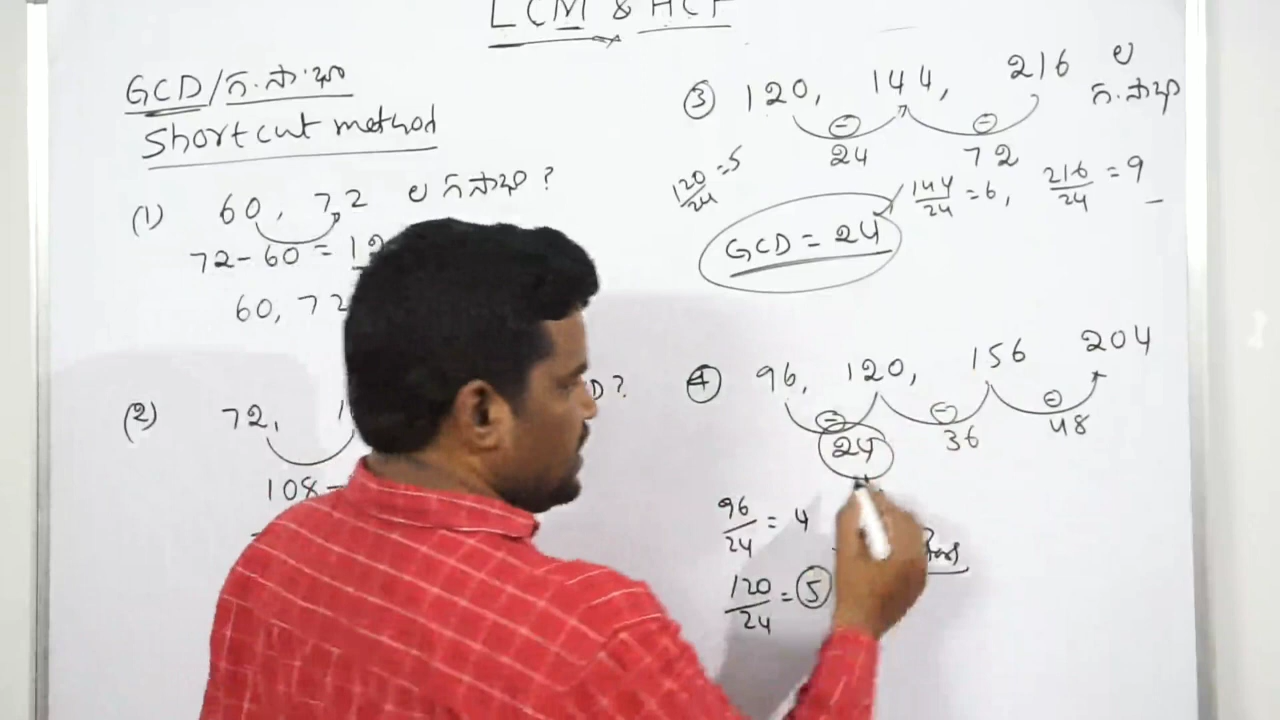 LCM & HCF
GCD/గ.సా.భా
Shortcut method
(1) 60, 72 ల గసాభా ?
72-60 = 12
60, 72
(2) 72, 1
108-
D?
③ 120, 144, 216 ల
గ.సాభా
⊖ ⊖
24 72
120/24 = 5
144/24 = 6, 216/24 = 9
GCD = 24
④ 96, 120, 156 204
⊖ ⊖ ⊖
24 36 48
96/24 = 4
120/24 = 5